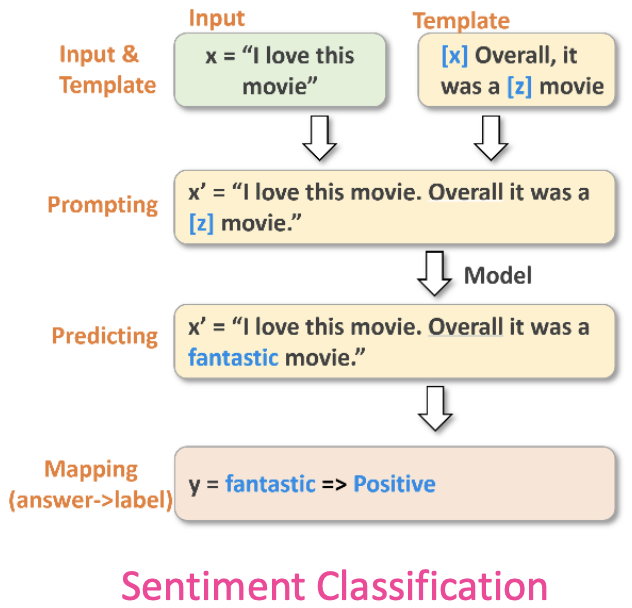 Input
Template
Input &
Template
x = “I love this
movie”
[x] Overall, it
was a [z] movie
Prompting
x’ = “I love this movie. Overall it was a
[z] movie.”
Model
Predicting
x’ = “I love this movie. Overall it was a
fantastic movie.”
Mapping
(answer->label)
y = fantastic => Positive
Sentiment Classification